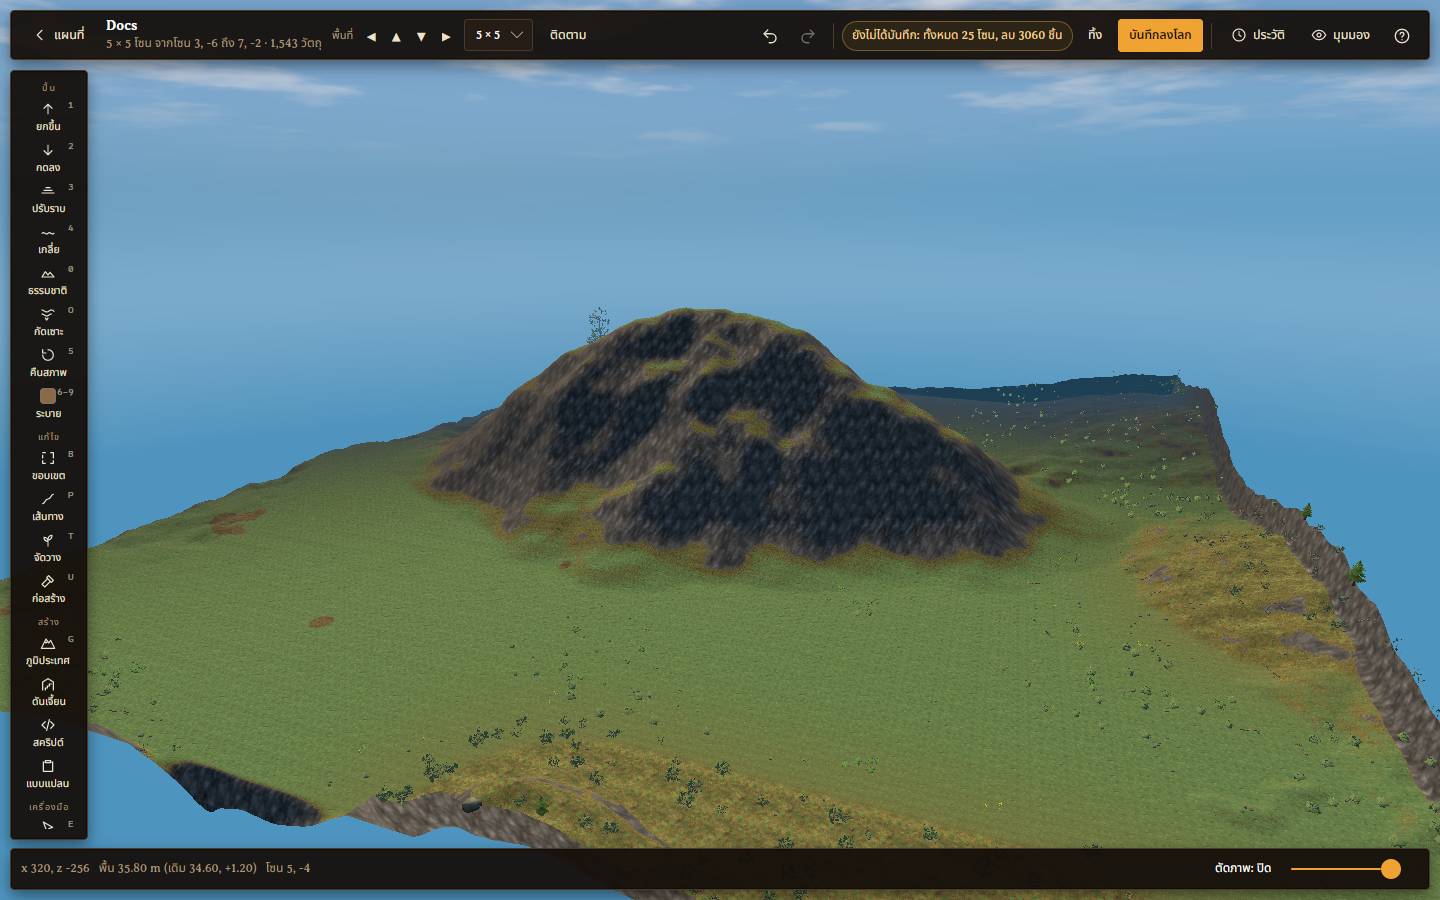 แผนที่
Docs
5 × 5 โซน จากโซน 3, -6 ถึง 7, -2 · 1,543 วัตถุ
พื้นที่
5 × 5
ติดตาม
ยังไม่ได้บันทึก: ทั้งหมด 25 โซน, ลบ 3060 ชิ้น
ทิ้ง
บันทึกลงโลก
ประวัติ
มุมมอง
ปั้น
1
ยกขึ้น
2
กดลง
3
ปรับราบ
4
เกลี่ย
0
ธรรมชาติ
O
กัดเซาะ
5
คืนสภาพ
6–9
ระบาย
แก้ไข
B
ขอบเขต
P
เส้นทาง
T
จัดวาง
U
ก่อสร้าง
สร้าง
G
ภูมิประเทศ
ดันเจี้ยน
สคริปต์
แบบแปลน
เครื่องมือ
E
x 320, z -256 พื้น 35.80 m (เดิม 34.60, +1.20) โซน 5, -4
ตัดภาพ: ปิด